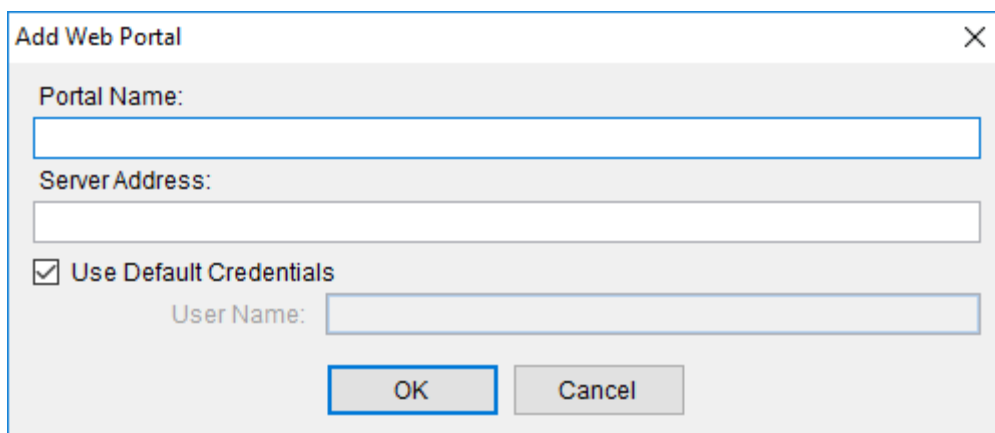 Add Web Portal
Portal Name:
Server Address:
Use Default Credentials
User Name:
OK Cancel